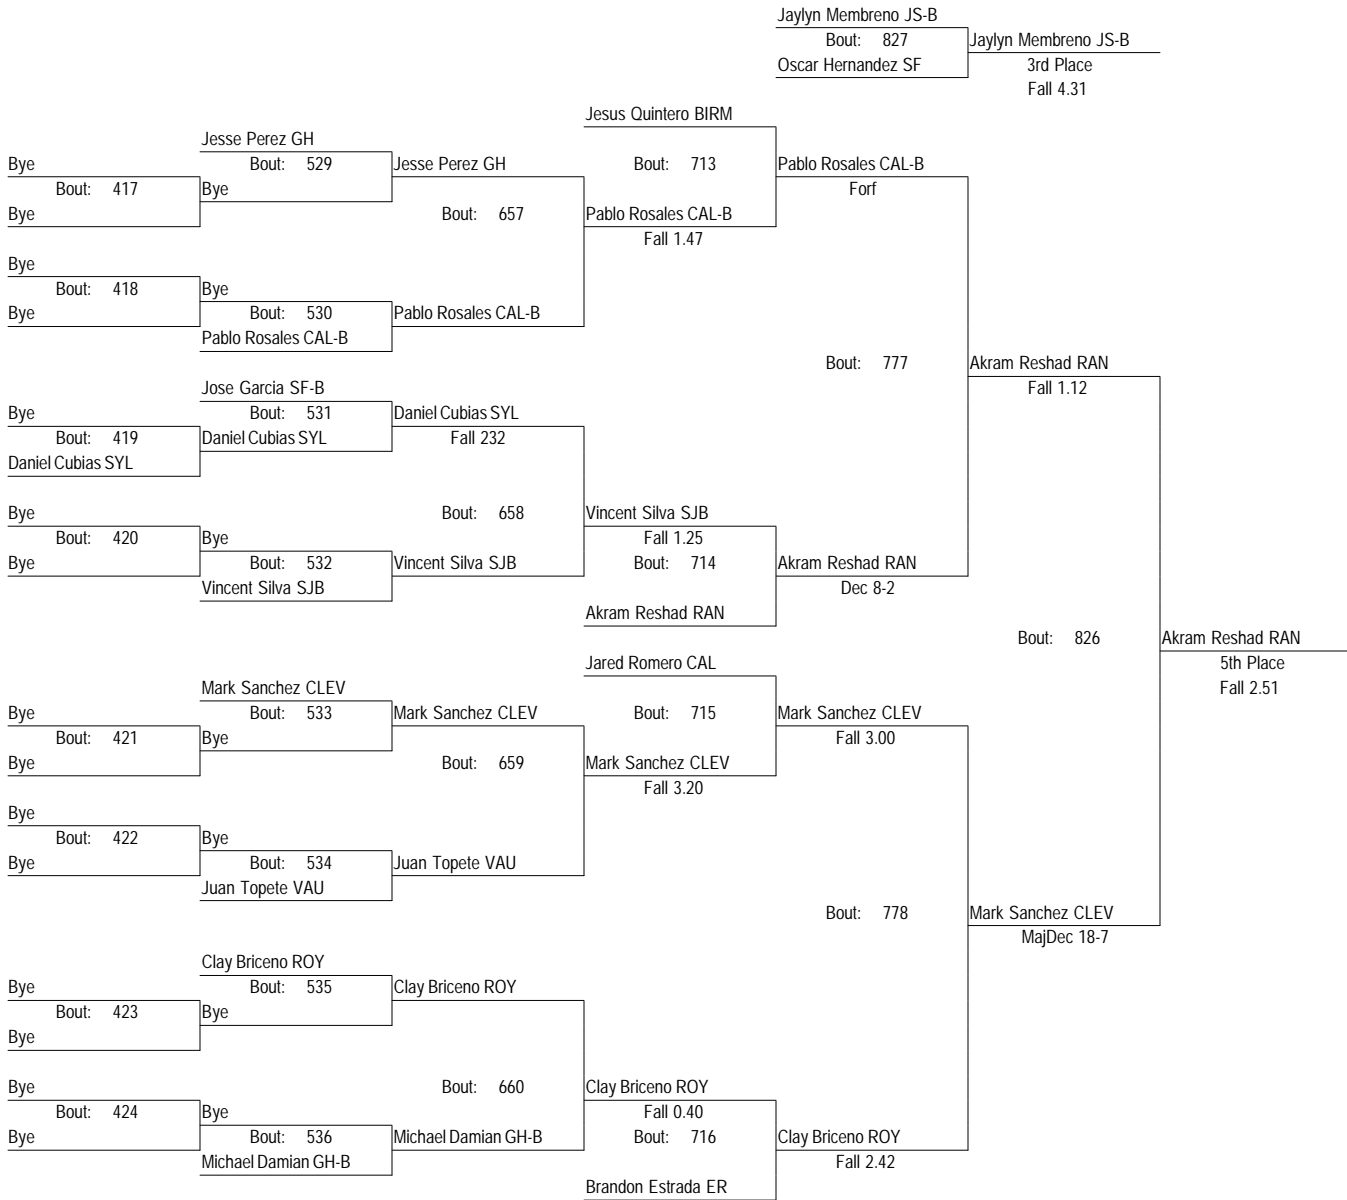 Jaylyn Membreno JS-B
Bout: 827
Jaylyn Membreno JS-B
Oscar Hernandez SF
3rd Place
Fall 4.31
Jesus Quintero BIRM
Jesse Perez GH
Bye
Bout: 529
Jesse Perez GH
Bout: 713
Pablo Rosales CAL-B
Bout: 417
Bye
Forf
Bye
Bout: 657
Pablo Rosales CAL-B
Fall 1.47
Bye
Bout: 418
Bye
Bye
Bout: 530
Pablo Rosales CAL-B
Pablo Rosales CAL-B
Bout: 777
Akram Reshad RAN
Fall 1.12
Jose Garcia SF-B
Bye
Bout: 531
Daniel Cubias SYL
Bout: 419
Daniel Cubias SYL
Fall 232
Daniel Cubias SYL
Bye
Bout: 658
Vincent Silva SJB
Bout: 420
Bye
Fall 1.25
Bye
Bout: 532
Vincent Silva SJB
Bout: 714
Akram Reshad RAN
Vincent Silva SJB
Dec 8-2
Akram Reshad RAN
Bout: 826
Akram Reshad RAN
Jared Romero CAL
5th Place
Fall 2.51
Mark Sanchez CLEV
Bye
Bout: 533
Mark Sanchez CLEV
Bout: 715
Mark Sanchez CLEV
Bout: 421
Bye
Fall 3.00
Bye
Bout: 659
Mark Sanchez CLEV
Fall 3.20
Bye
Bout: 422
Bye
Bye
Bout: 534
Juan Topete VAU
Juan Topete VAU
Bout: 778
Mark Sanchez CLEV
MajDec 18-7
Clay Briceno ROY
Bye
Bout: 535
Clay Briceno ROY
Bout: 423
Bye
Bye
Bye
Bout: 660
Clay Briceno ROY
Bout: 424
Bye
Fall 0.40
Bye
Bout: 536
Michael Damian GH-B
Bout: 716
Clay Briceno ROY
Michael Damian GH-B
Fall 2.42
Brandon Estrada ER